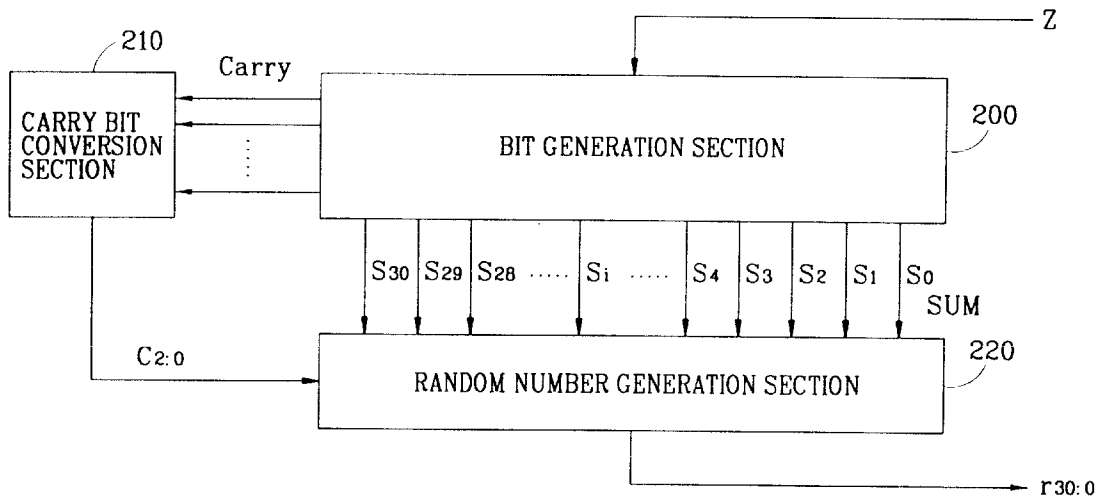 Z
210
Carry
200
CARRY BIT
CONVERSION
SECTION
BIT GENERATION SECTION
S30 S29 S28 ..... Si ..... S4 S3 S2 S1 S0
SUM
220
C2:0
RANDOM NUMBER GENERATION SECTION
r30:0